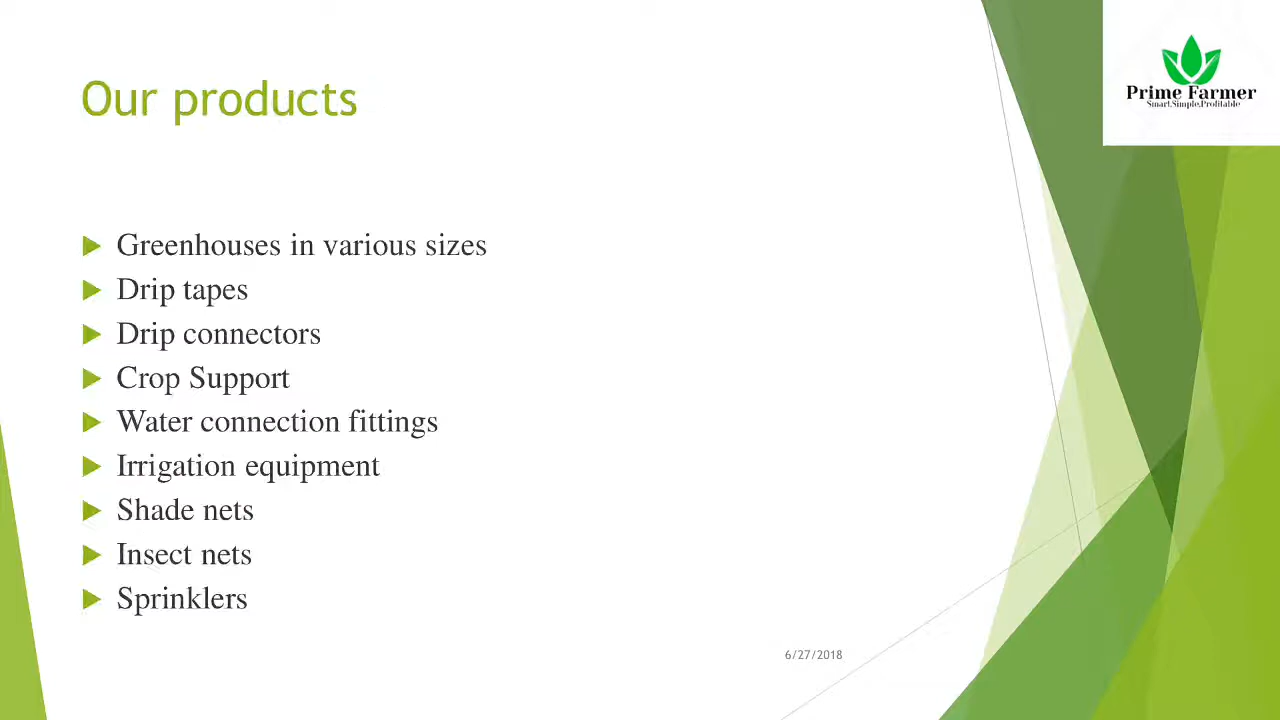 Our products
Prime Farmer
Smart.Simple.Profitable
Greenhouses in various sizes
Drip tapes
Drip connectors
Crop Support
Water connection fittings
Irrigation equipment
Shade nets
Insect nets
Sprinklers
6/27/2018